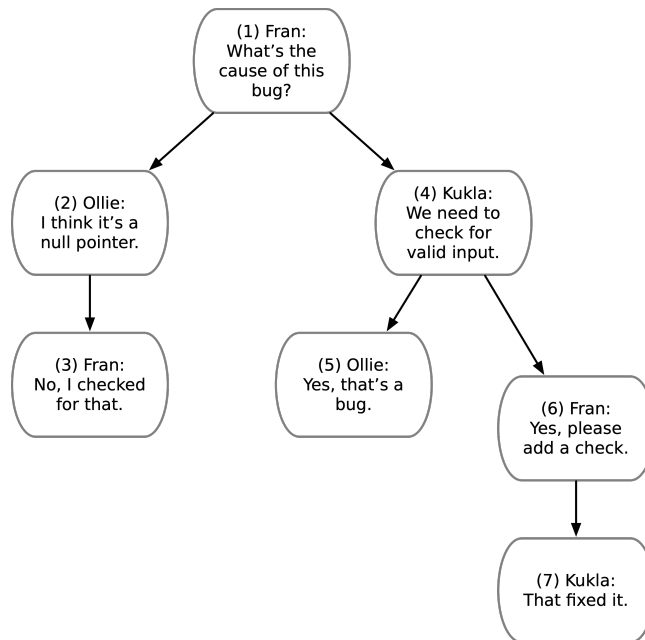 (1) Fran:
What's the
cause of this
bug?
(2) Ollie:
I think it's a
null pointer.
(3) Fran:
No, I checked
for that.
(4) Kukla:
We need to
check for
valid input.
(5) Ollie:
Yes, that's a
bug.
(6) Fran:
Yes, please
add a check.
(7) Kukla:
That fixed it.